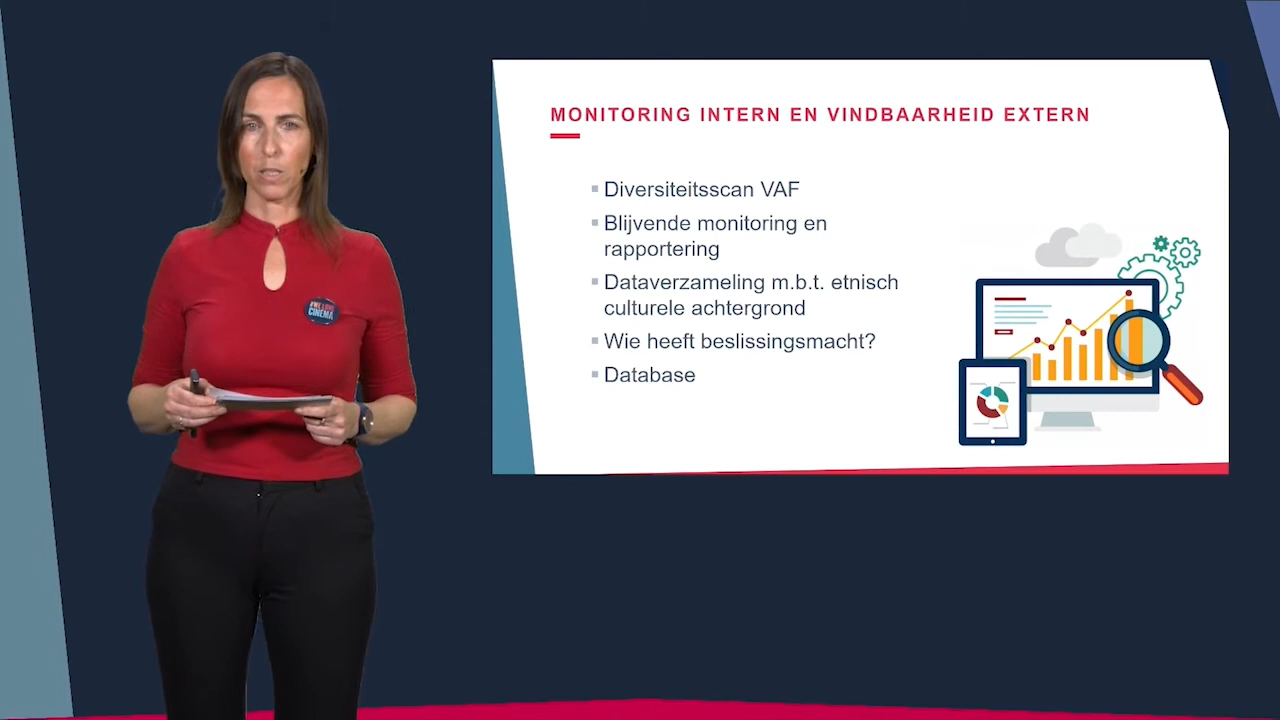 MONITORING INTERN EN VINDBAARHEID EXTERN
Diversiteitsscan VAF
Blijvende monitoring en
rapportering
Dataverzameling m.b.t. etnisch
culturele achtergrond
Wie heeft beslissingsmacht?
Database
CINEMA